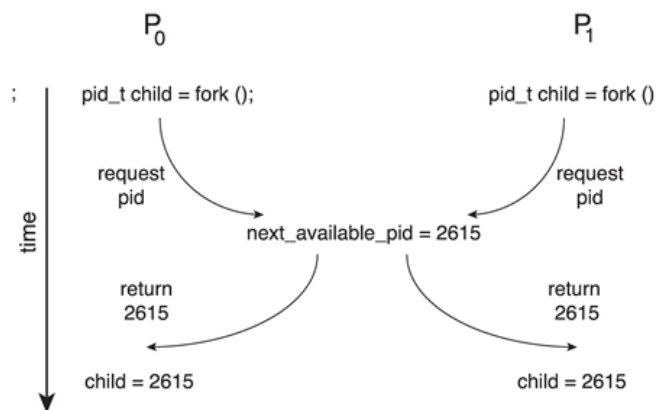 P0 P1
; pid_t child = fork (); pid_t child = fork ()
request request
pid pid
time
next_available_pid = 2615
return return
2615 2615
child = 2615 child = 2615